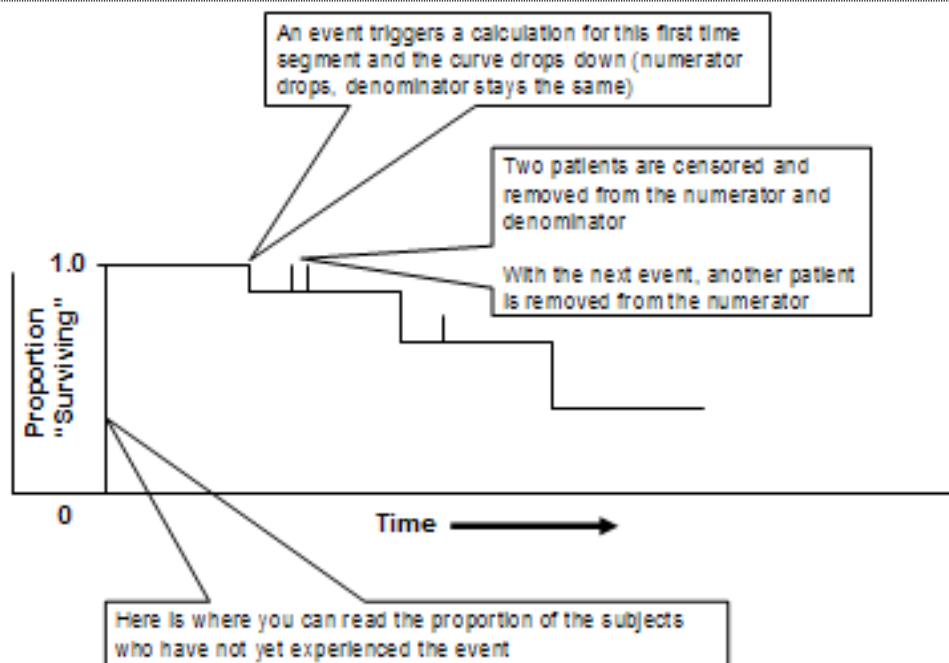 An event triggers a calculation for this first time
segment and the curve drops down (numerator
drops, denominator stays the same)
Two patients are censored and
removed from the numerator and
denominator
With the next event, another patient
is removed from the numerator
1.0
Proportion
"Surviving"
0
Time
Here is where you can read the proportion of the subjects
who have not yet experienced the event